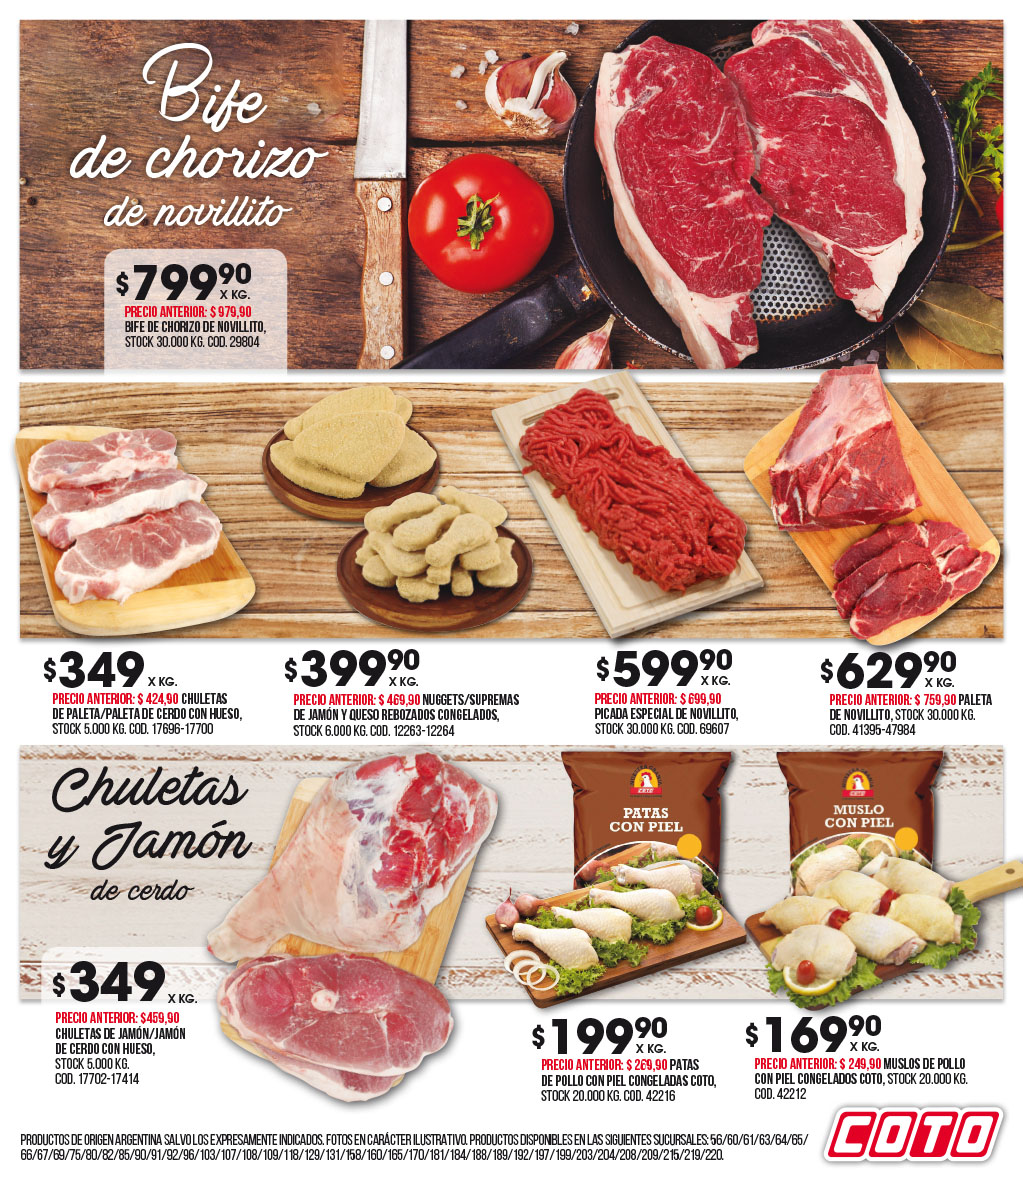 Bife
de chorizo
de novillito
$799,90
X KG.
PRECIO ANTERIOR: $ 979,90
BIFE DE CHORIZO DE NOVILLITO,
STOCK 30.000 KG. COD. 29804
$349
X KG.
PRECIO ANTERIOR: $ 424,90 CHULETAS
DE PALETA/PALETA DE CERDO CON HUESO,
STOCK 5.000 KG. COD. 17696-17700
$39990
X KG.
PRECIO ANTERIOR: $ 469,90 NUGGETS/SUPREMAS
DE JAMÓN Y QUESO REBOZADOS CONGELADOS,
STOCK 6.000 KG. COD. 12263-12264
$59990
X KG.
PRECIO ANTERIOR: $ 699,90
PICADA ESPECIAL DE NOVILLITO,
STOCK 30.000 KG. COD. 69607
$62990
X KG.
PRECIO ANTERIOR: $ 759,90 PALETA
DE NOVILLITO, STOCK 30.000 KG.
COD. 41395-47984
Chuletas
y Jamón
de cerdo
$349
X KG.
PRECIO ANTERIOR: $459,90
CHULETAS DE JAMÓN/JAMÓN
DE CERDO CON HUESO,
STOCK 5.000 KG.
COD. 17702-17414
COTO
PATAS
CON PIEL
COTO
MUSLO
CON PIEL
$19990
X KG.
PRECIO ANTERIOR: $ 269,90 PATAS
DE POLLO CON PIEL CONGELADAS COTO,
STOCK 20.000 KG. COD. 42216
$16990
X KG.
PRECIO ANTERIOR: $ 249,90 MUSLOS DE POLLO
CON PIEL CONGELADOS COTO, STOCK 20.000 KG.
COD. 42212
PRODUCTOS DE ORIGEN ARGENTINA SALVO LOS EXPRESAMENTE INDICADOS. FOTOS EN CARÁCTER ILUSTRATIVO. PRODUCTOS DISPONIBLES EN LAS SIGUIENTES SUCURSALES: 56/60/61/63/64/65/
66/67/69/75/80/82/85/90/91/92/96/103/107/108/109/118/129/131/158/160/165/170/181/184/188/189/192/197/199/203/204/208/209/215/219/220.
COTO